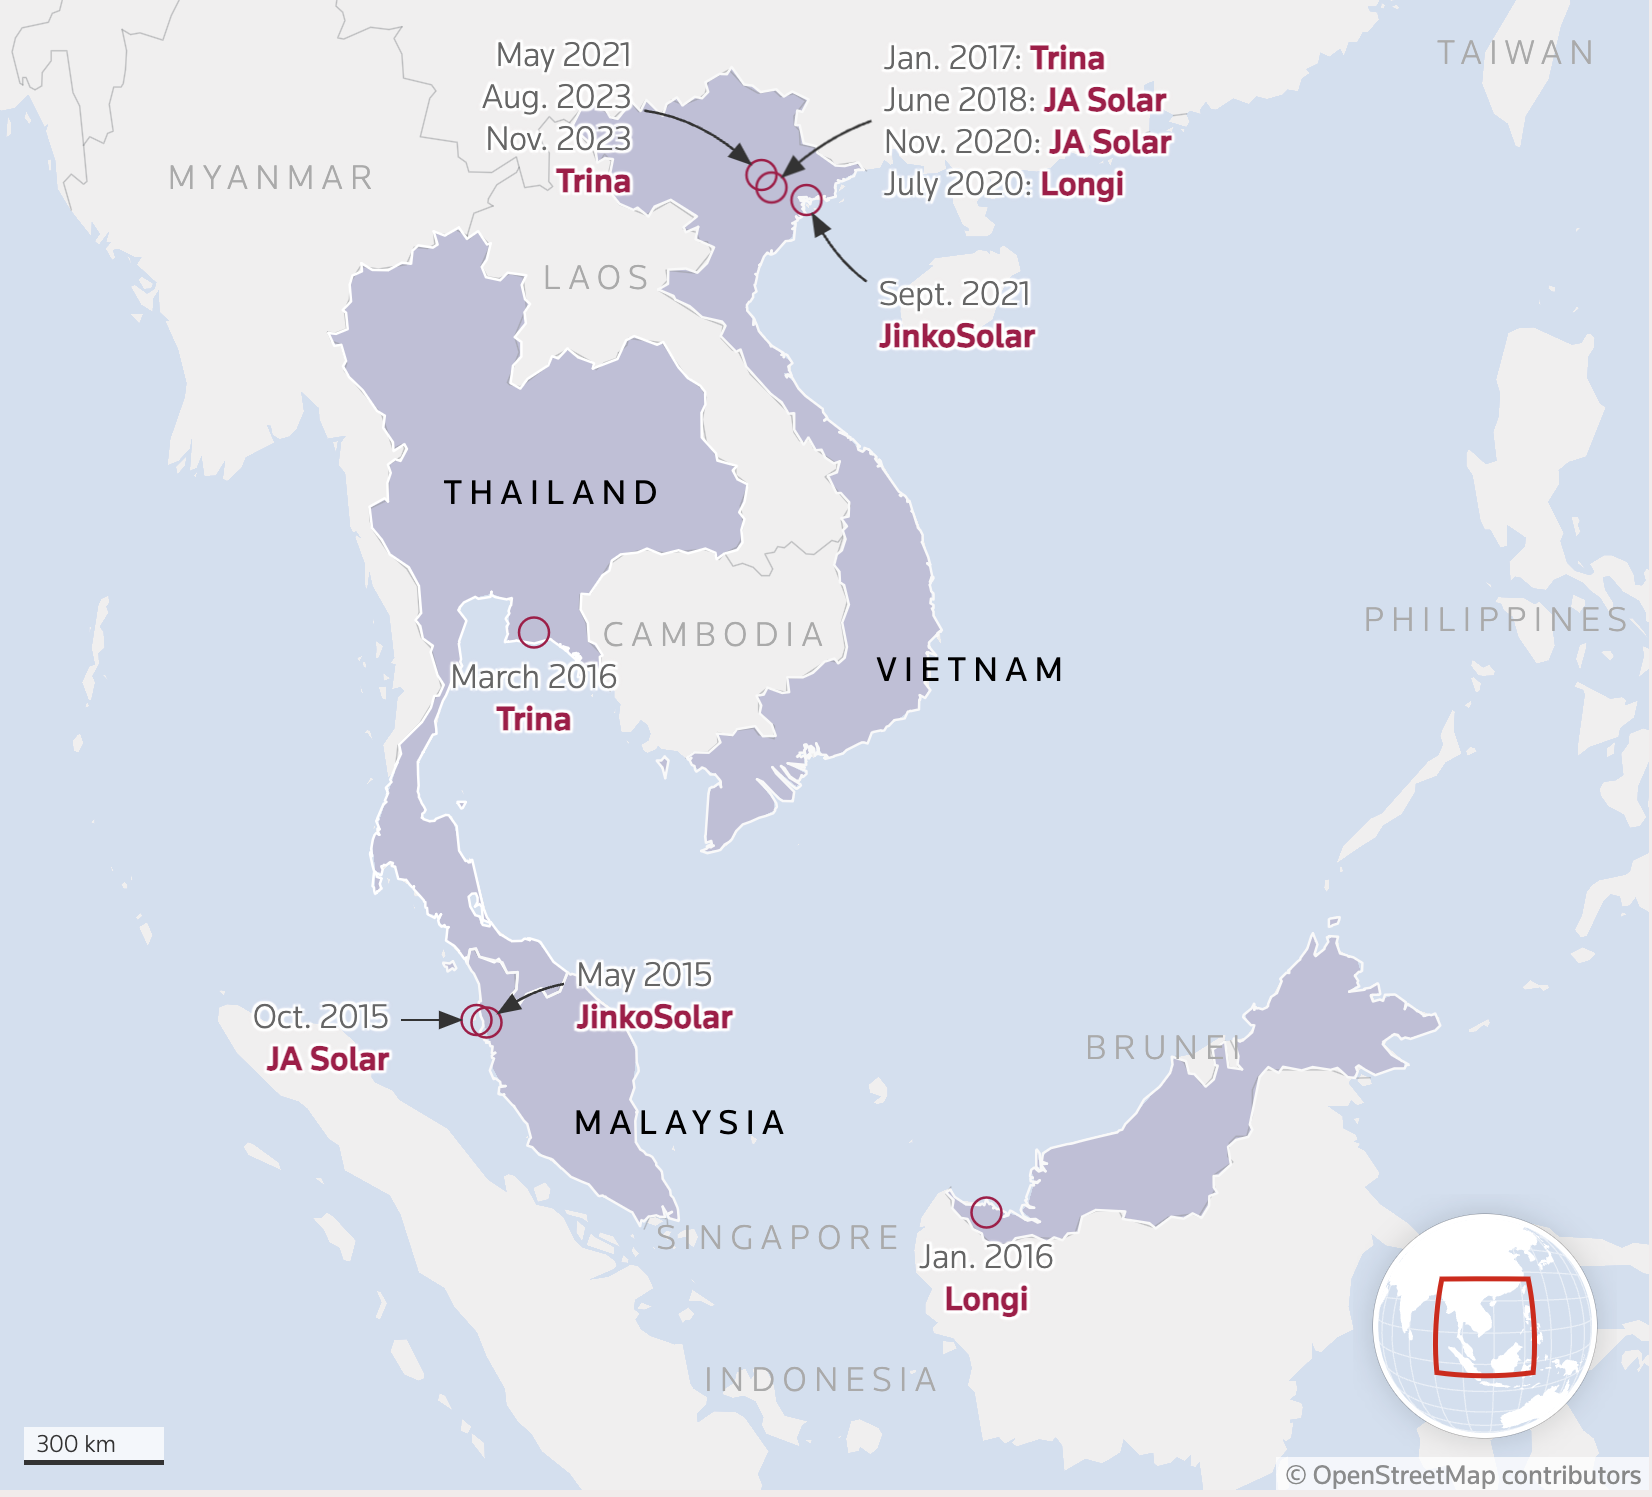 May 2021
Aug. 2023
Nov. 2023
Trina
Jan. 2017: Trina
June 2018: JA Solar
Nov. 2020: JA Solar
July 2020: Longi
TAIWAN
MYANMAR
LAOS
Sept. 2021
JinkoSolar
THAILAND
CAMBODIA
PHILIPPINES
March 2016
Trina
VIETNAM
May 2015
JinkoSolar
Oct. 2015
JA Solar
BRUNEI
MALAYSIA
SINGAPORE
Jan. 2016
Longi
INDONESIA
300 km
© OpenStreetMap contributors